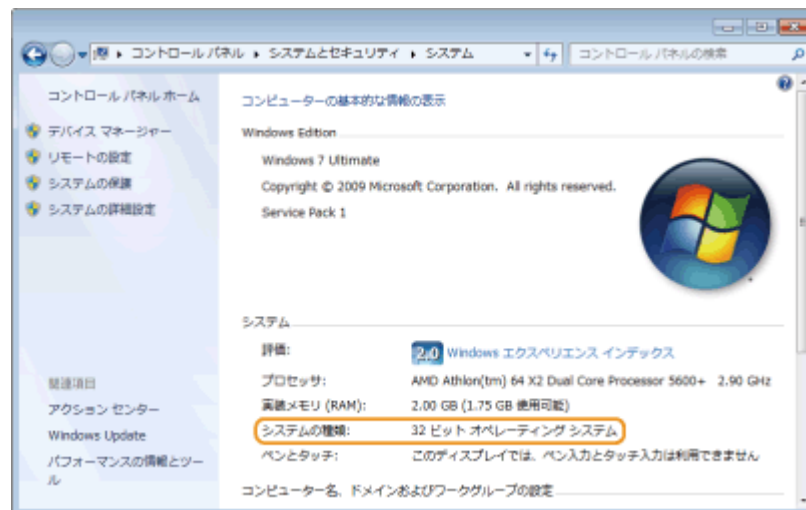 コントロール パネル ▸ システムとセキュリティ ▸ システム
コントロール パネルの検索
コントロール パネル ホーム
デバイス マネージャー
リモートの設定
システムの保護
システムの詳細設定
関連項目
アクション センター
Windows Update
パフォーマンスの情報とツー
ル
コンピューターの基本的な情報の表示
Windows Edition
Windows 7 Ultimate
Copyright © 2009 Microsoft Corporation. All rights reserved.
Service Pack 1
システム
評価: 2.0 Windows エクスペリエンス インデックス
プロセッサ: AMD Athlon(tm) 64 X2 Dual Core Processor 5600+ 2.90 GHz
実装メモリ (RAM): 2.00 GB (1.75 GB 使用可能)
システムの種類: 32 ビット オペレーティング システム
ペンとタッチ: このディスプレイでは、ペン入力とタッチ入力は利用できません
コンピューター名、ドメインおよびワークグループの設定